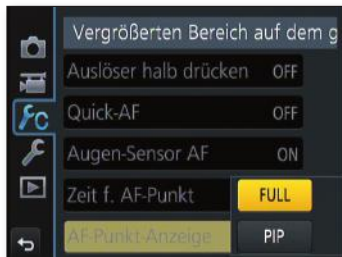 Vergrößerten Bereich auf dem g
Auslöser halb drücken OFF
Quick-AF OFF
Augen-Sensor AF ON
Zeit f. AF-Punkt FULL
AF-Punkt-Anzeige PIP